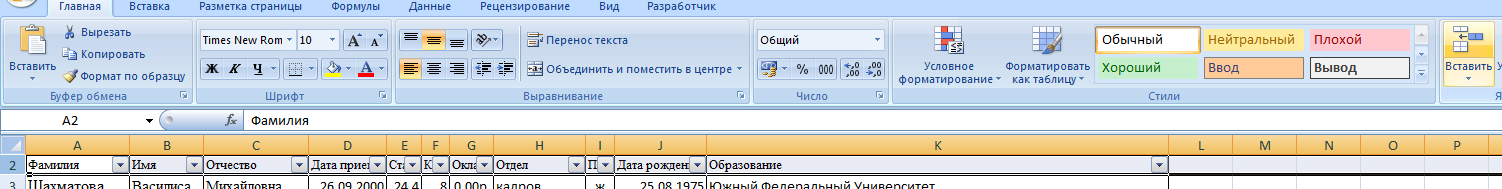 Главная Вставка Разметка страницы Формулы Данные Рецензирование Вид Разработчик
Вставить
Вырезать
Копировать
Формат по образцу
Буфер обмена
Times New Rom 10
Ж К Ч
Шрифт
Перенос текста
Объединить и поместить в центре
Выравнивание
Общий
% 000
Число
Условное форматирование
Форматировать как таблицу
Обычный Нейтральный Плохой
Хороший Ввод Вывод
Стили
Вставить
A2 fx Фамилия
A B C D E F G H I J K L M N O P
2 Фамилия Имя Отчество Дата прие Ста К Окла Отдел П Дата рожден Образование
3 Шахматова Василиса Михайловна 26.09.2000 24,4 8 0,00р кадров ж 25.08.1975 Южный Федеральный Университет